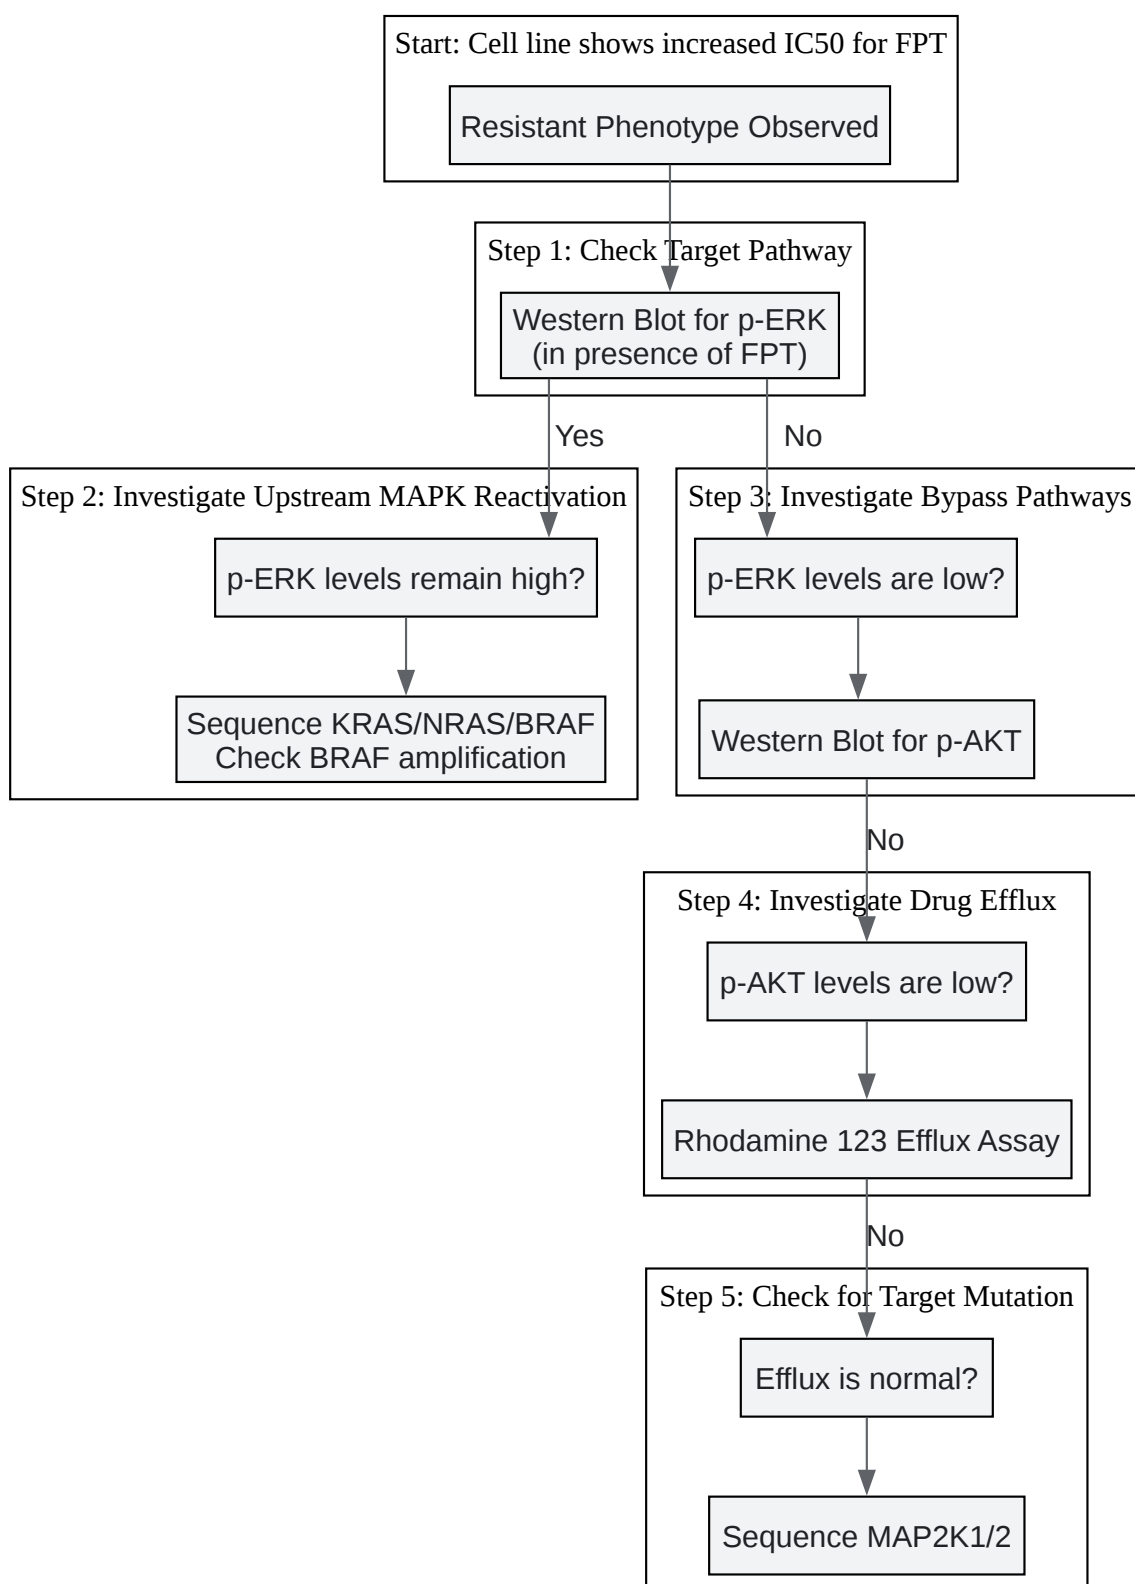 Start: Cell line shows increased IC50 for FPT
Resistant Phenotype Observed
Step 1: Check Target Pathway
Western Blot for p-ERK
(in presence of FPT)
Yes
No
Step 2: Investigate Upstream MAPK Reactivation
p-ERK levels remain high?
Sequence KRAS/NRAS/BRAF
Check BRAF amplification
Step 3: Investigate Bypass Pathways
p-ERK levels are low?
Western Blot for p-AKT
No
Step 4: Investigate Drug Efflux
p-AKT levels are low?
Rhodamine 123 Efflux Assay
No
Step 5: Check for Target Mutation
Efflux is normal?
Sequence MAP2K1/2